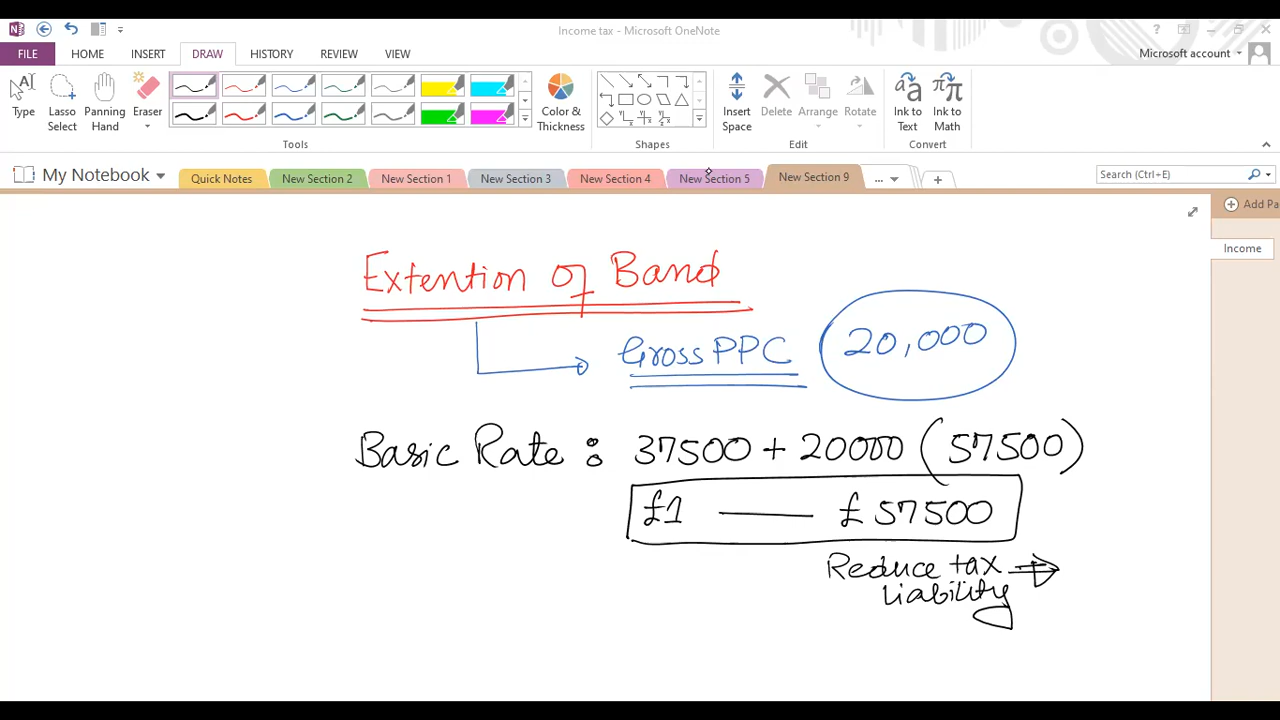 Income tax - Microsoft OneNote
FILE HOME INSERT DRAW HISTORY REVIEW VIEW
Microsoft account
Type Lasso Select Panning Hand Eraser
Color & Thickness
Insert Space Delete Arrange Rotate
Ink to Text Ink to Math
Tools Shapes Edit Convert
My Notebook Quick Notes New Section 2 New Section 1 New Section 3 New Section 4 New Section 5 New Section 9 ... Search (Ctrl+E)
Add Pa
Income
Extention of Band
Gross PPC 20,000
Basic Rate : 37500 + 20000 (57500)
£1 — £57500
Reduce tax
liability